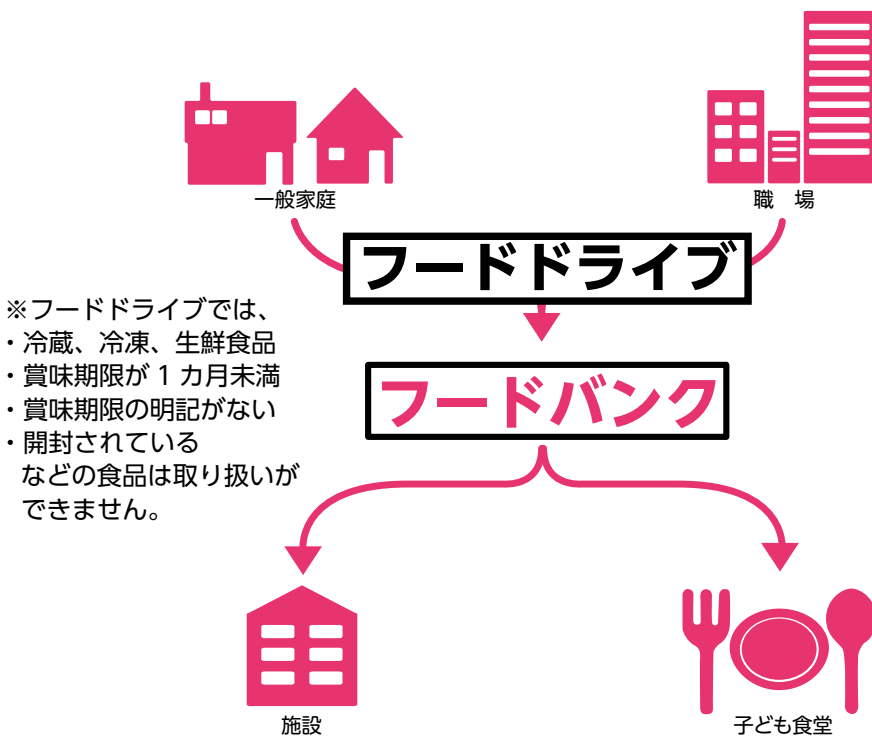 一般家庭
職　場
フードドライブ
※フードドライブでは、
・冷蔵、冷凍、生鮮食品
・賞味期限が 1 カ月未満
・賞味期限の明記がない
・開封されている
などの食品は取り扱いが
できません。
フードバンク
施設
子ども食堂